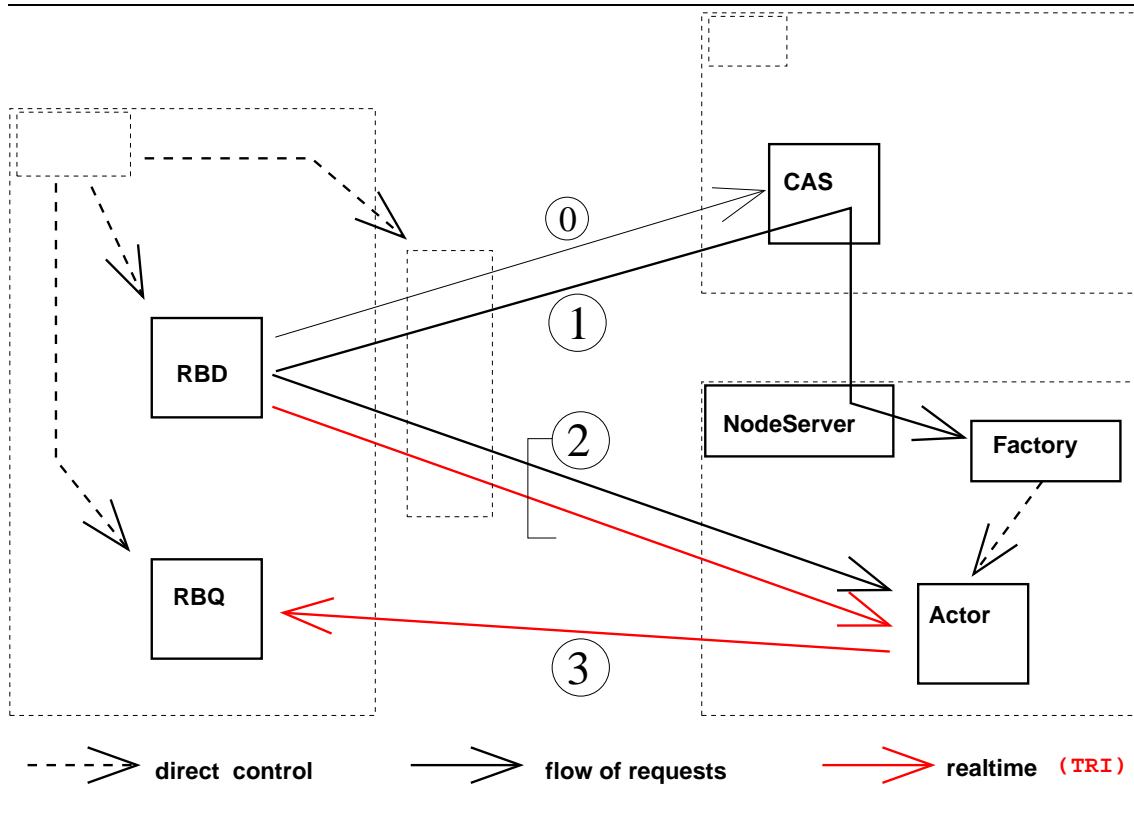 CAS
0
1
RBD
2
NodeServer
Factory
RBQ
Actor
3
direct control
flow of requests
realtime (TRI)